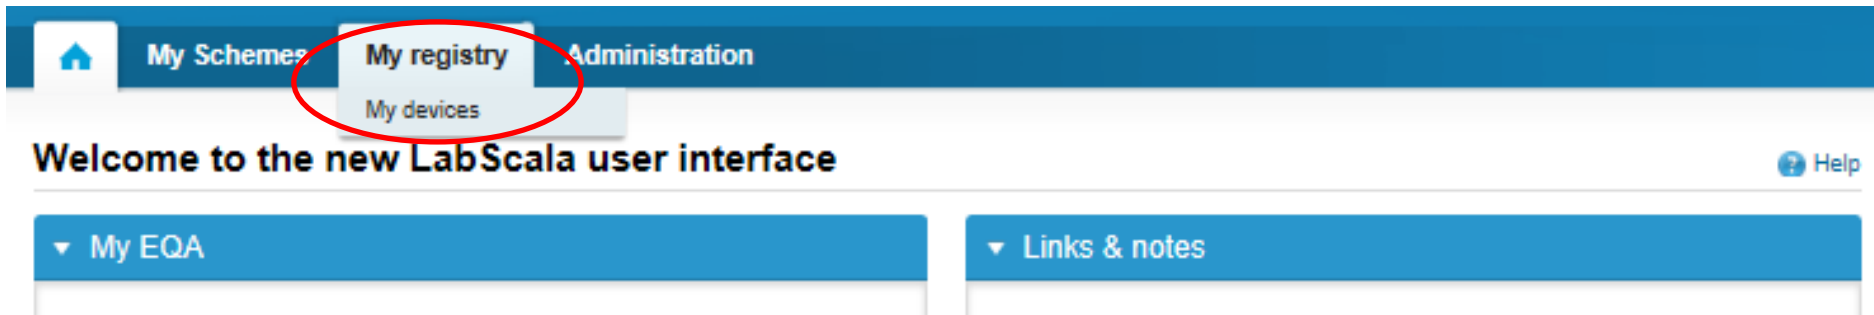 My Schemes My registry Administration
My devices
Welcome to the new LabScala user interface
Help
My EQA
Links & notes